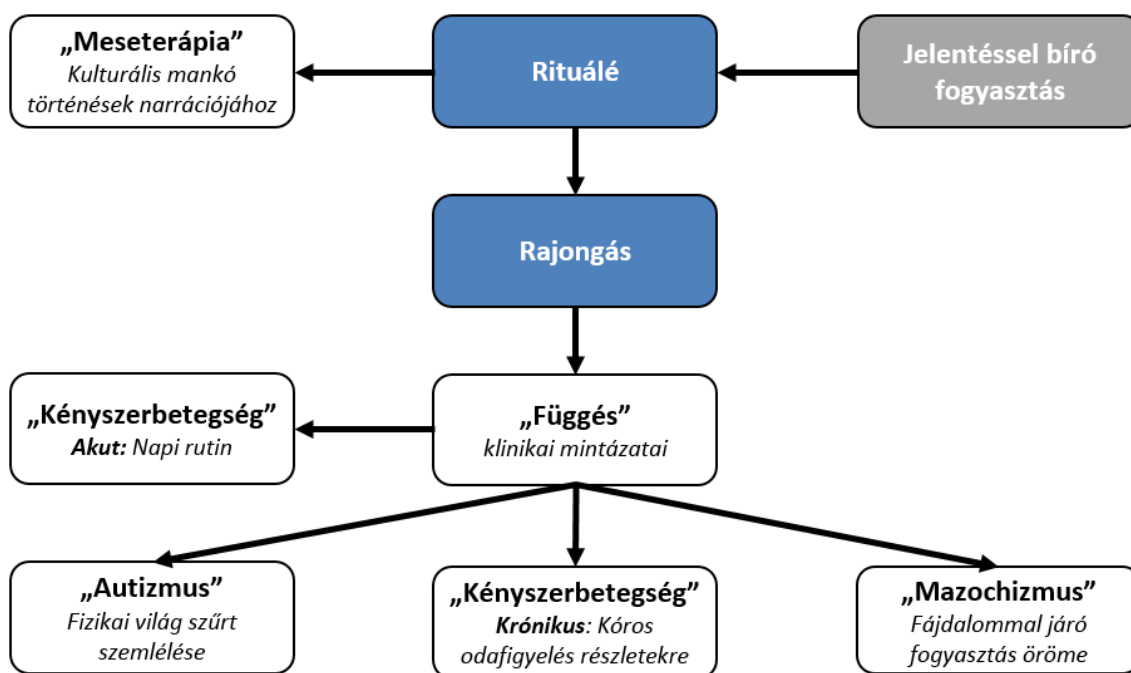 „Meseterápia”
Kulturális mankó
történések narrációjához
Rituálé
Jelentéssel bíró
fogyasztás
Rajongás
„Kényszerbetegség”
Akut: Napi rutin
„Függés”
klinikai mintázatai
„Autizmus”
Fizikai világ szűrt
szemlélése
„Kényszerbetegség”
Krónikus: Kóros
odafigyelés részletekre
„Mazochizmus”
Fájdalommal járó
fogyasztás öröme